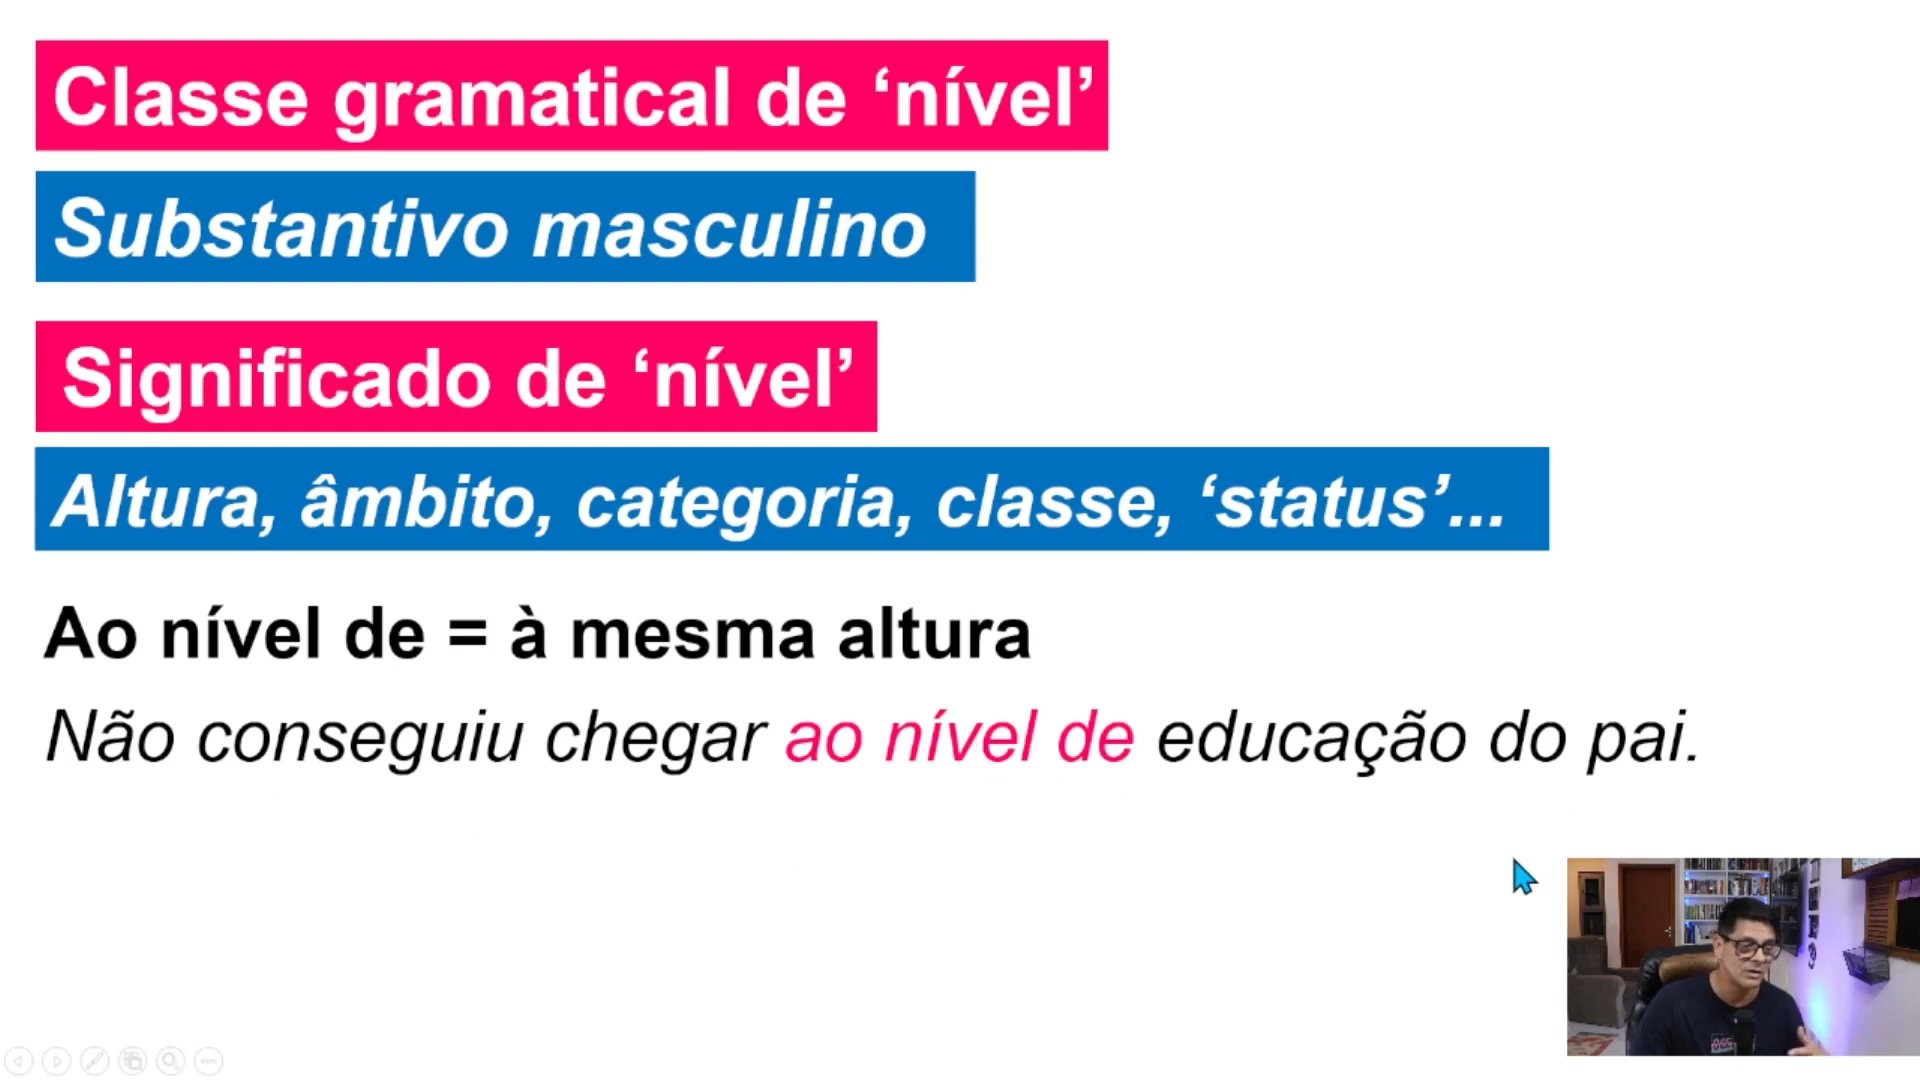 Classe gramatical de ‘nível’
Substantivo masculino
Significado de ‘nível’
Altura, âmbito, categoria, classe, ‘status’...
Ao nível de = à mesma altura
Não conseguiu chegar ao nível de educação do pai.